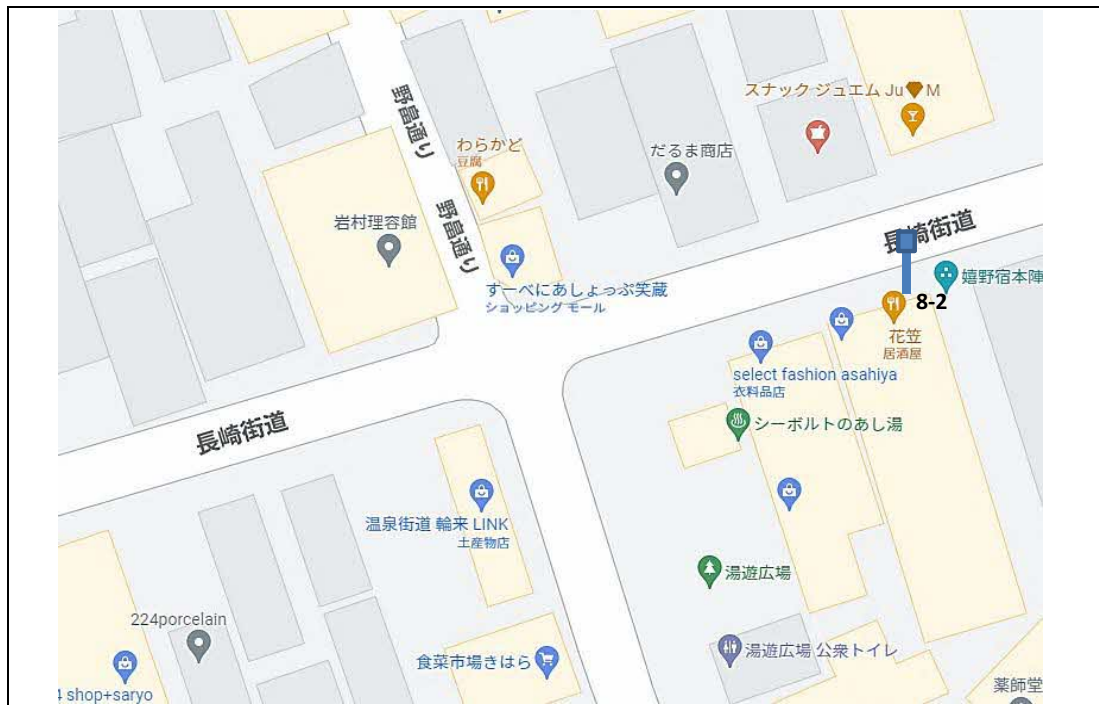 スナック ジュエム Ju M
野畠通り
わらかど
豆腐
だるま商店
岩村理容館
野畠通り
長崎街道
すーべにあしょっぷ笑蔵
ショッピング モール
嬉野宿本陣
8-2
花笠
居酒屋
select fashion asahiya
衣料品店
長崎街道
シーボルトのあし湯
温泉街道 輪来 LINK
土産物店
湯遊広場
224porcelain
食菜市場きはら
湯遊広場 公衆トイレ
shop+saryo
薬師堂